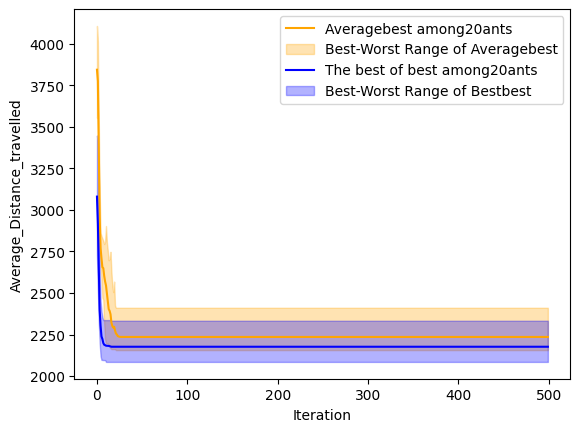 Averagebest among20ants
Best-Worst Range of Averagebest
The best of best among20ants
Best-Worst Range of Bestbest
4000
3750
3500
3250
3000
2750
2500
2250
2000
Average_Distance_travelled
0 100 200 300 400 500
Iteration